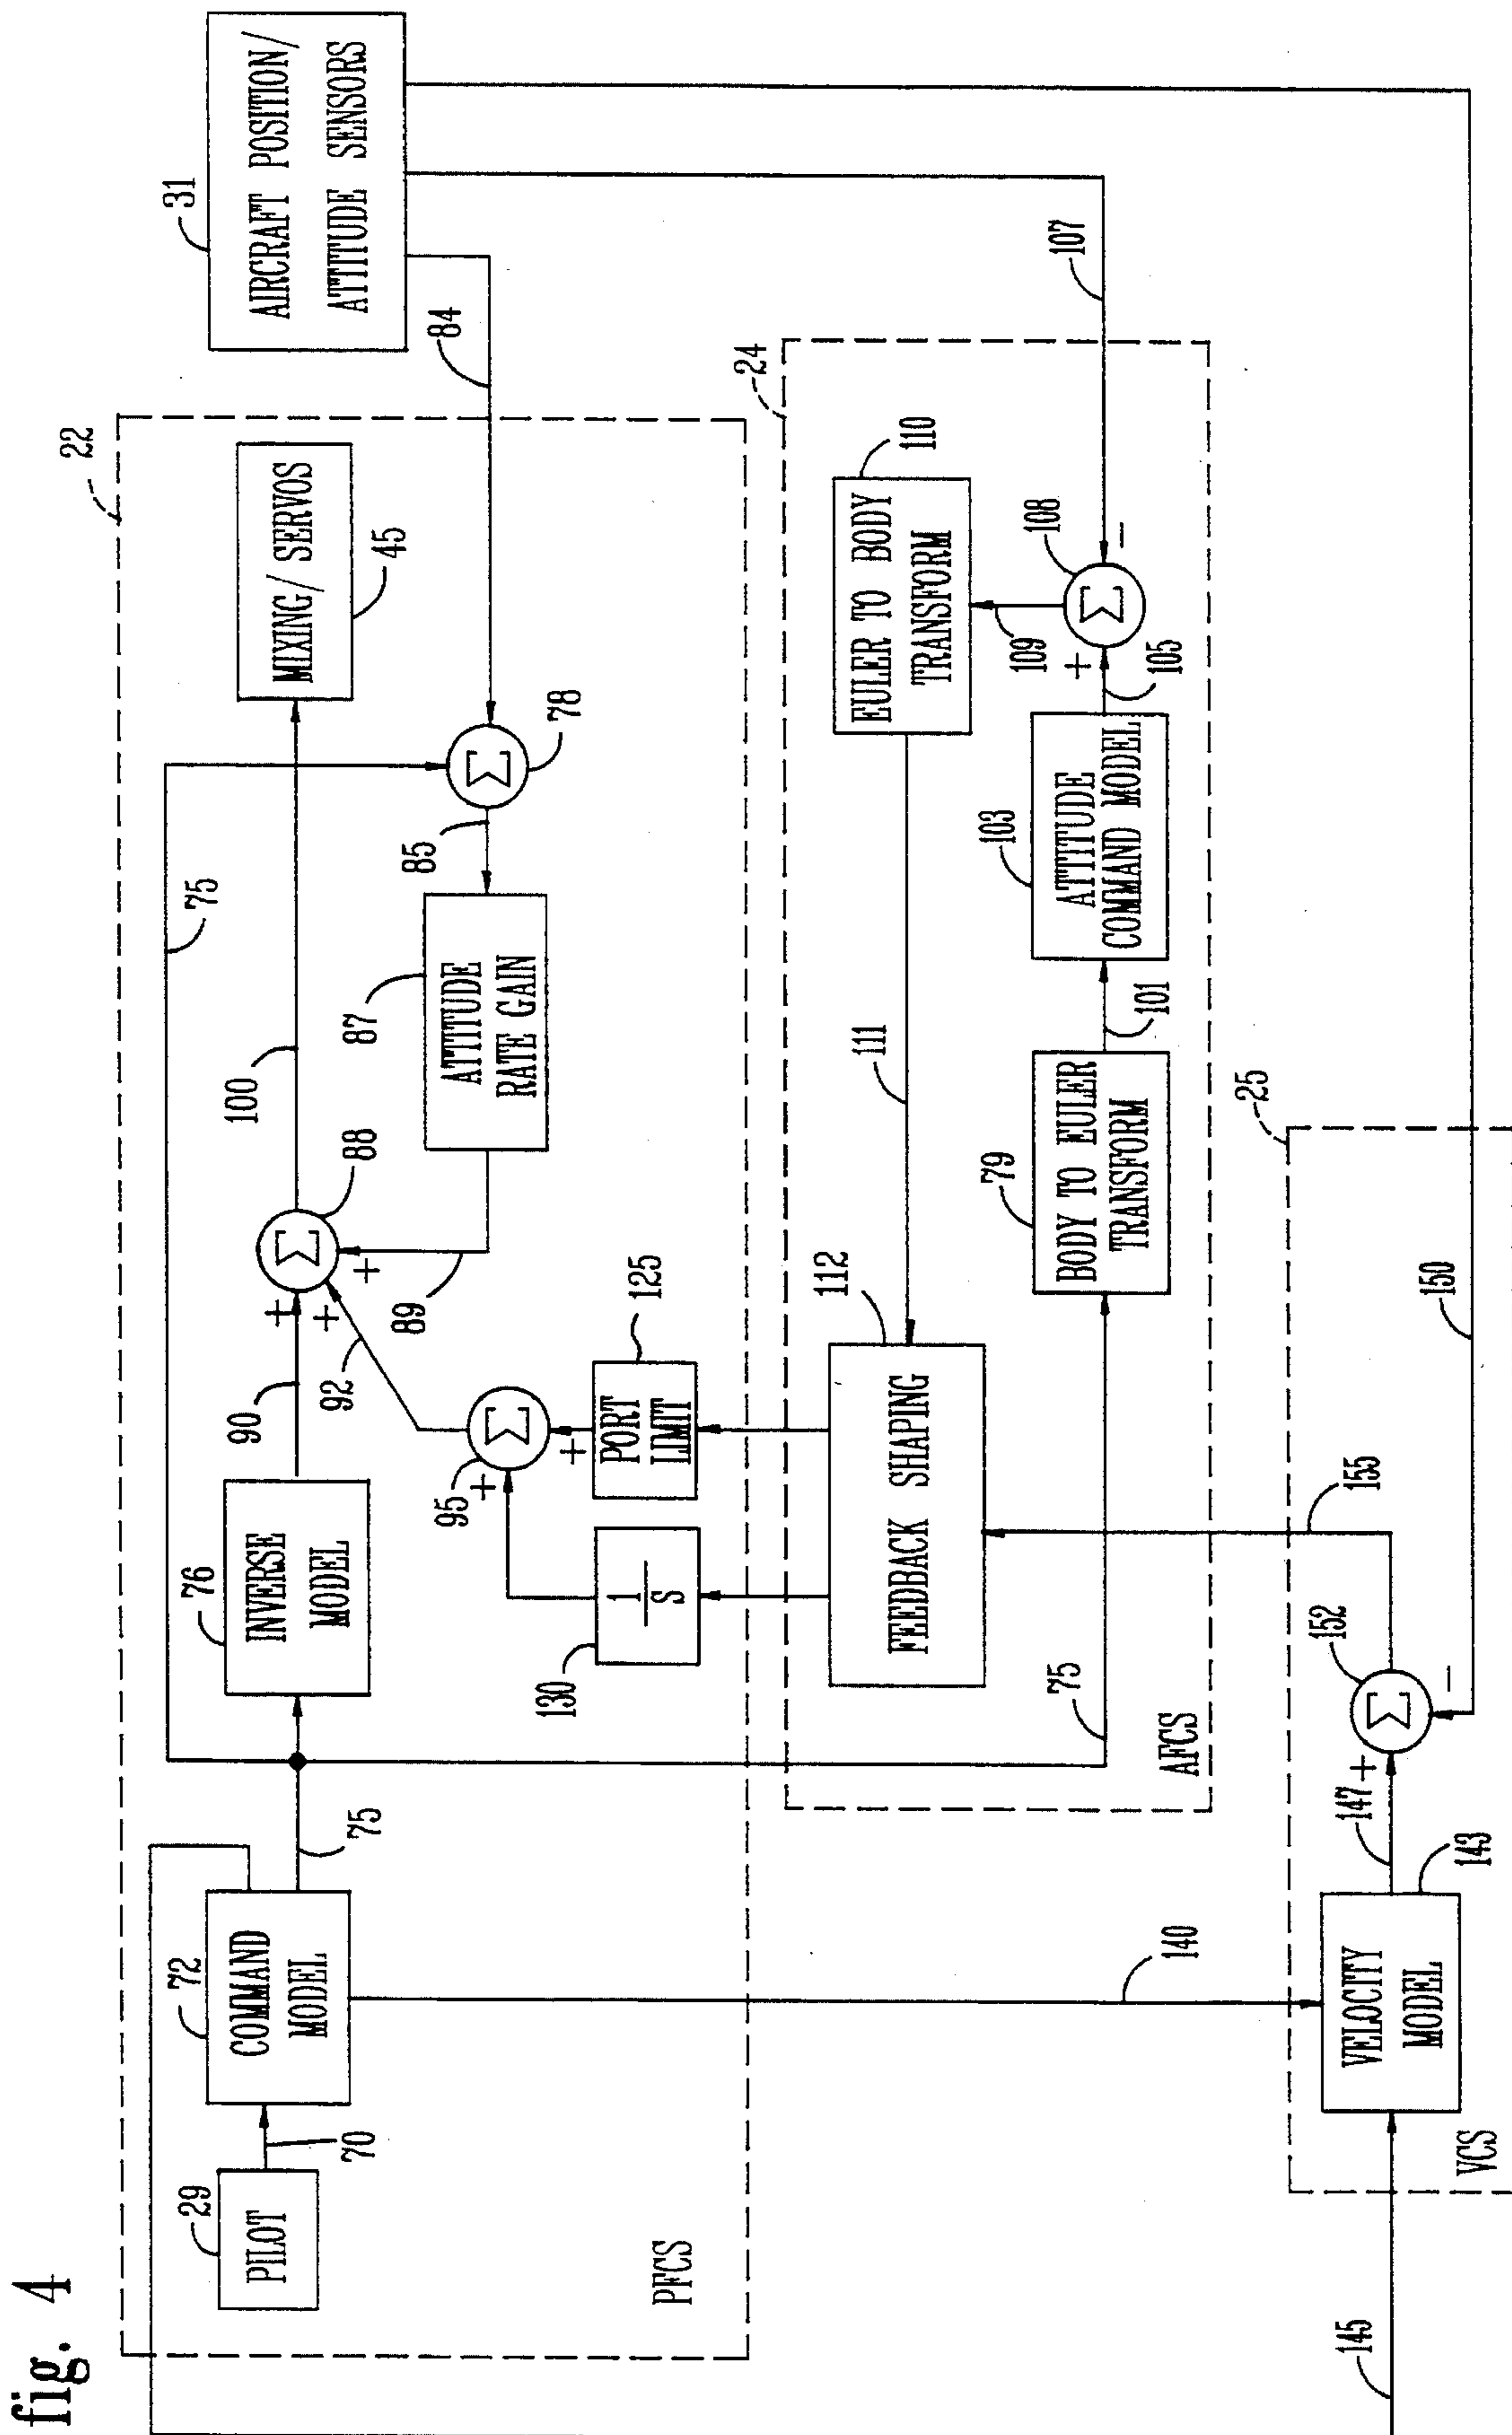 fig. 4
22
31
AIRCRAFT POSITION/
ATTITUDE SENSORS
75
29
PILOT
70
72
COMMAND
MODEL
75
76
INVERSE
MODEL
90
+
+
+
Σ
88
100
MIXING/ SERVOS
45
92
89
87
ATTITUDE
RATE GAIN
85
Σ
78
84
95
Σ
+
+
130
1
S
PORT
LIMIT
125
PFCS
24
112
FEEDBACK SHAPING
111
EULER TO BODY
TRANSFORM
110
109
108
Σ
+
-
107
75
79
BODY TO EULER
TRANSFORM
101
103
ATTITUDE
COMMAND MODEL
105
AFCS
25
140
145
VELOCITY
MODEL
143
147
+
Σ
152
-
155
150
VCS